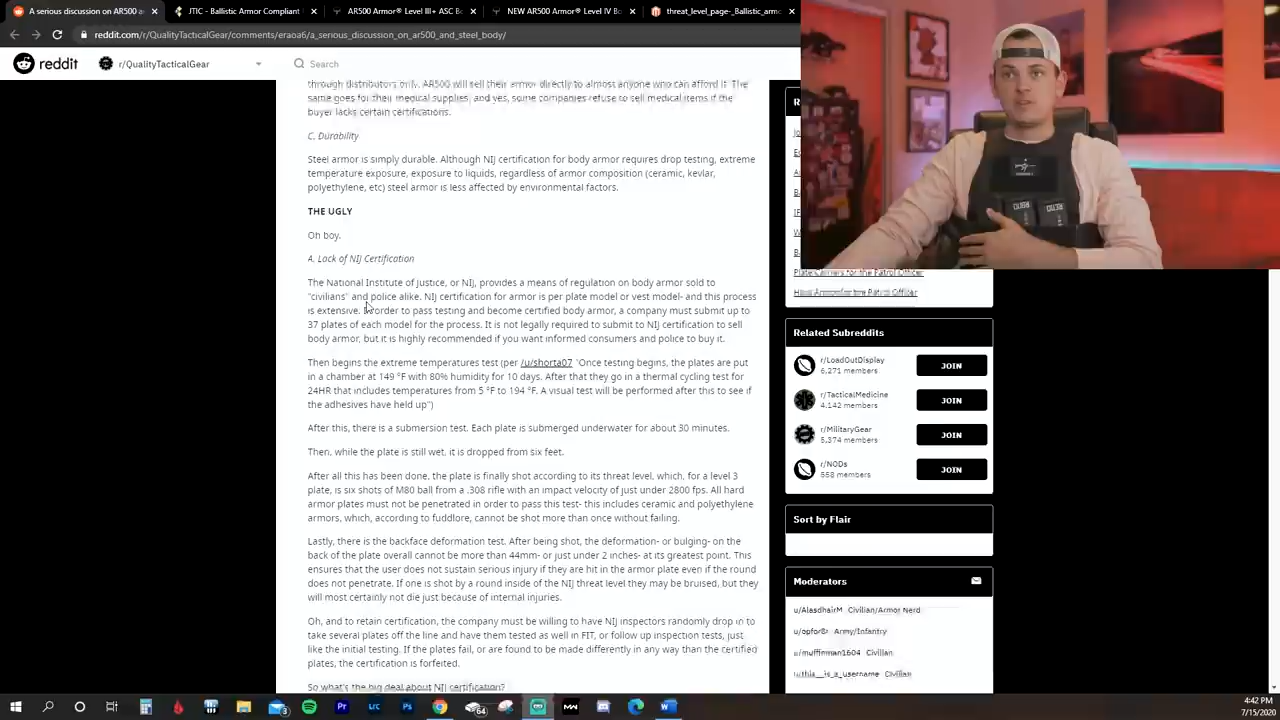 A serious discussion on AR500 an
JTIC - Ballistic Armor Compliant
AR500 Armor® Level III+ ASC Bo
NEW AR500 Armor® Level IV Bo
threat_level_page-_Ballistic_armo
reddit.com/r/QualityTacticalGear/comments/eraoa6/a_serious_discussion_on_ar500_and_steel_body/
reddit
r/QualityTacticalGear
Search
through distributors only. AR500 will sell their armor directly to almost anyone who can afford it. The
same goes for their medical supplies, and yes, some companies refuse to sell medical items if the
buyer lacks certain certifications.
C. Durability
Steel armor is simply durable. Although NIJ certification for body armor requires drop testing, extreme
temperature exposure, exposure to liquids, regardless of armor composition (ceramic, kevlar,
polyethylene, etc) steel armor is less affected by environmental factors.
THE UGLY
Oh boy.
A. Lack of NIJ Certification
The National Institute of Justice, or NIJ, provides a means of regulation on body armor sold to
"civilians" and police alike. NIJ certification for armor is per plate model or vest model- and this process
is extensive. In order to pass testing and become certified body armor, a company must submit up to
37 plates of each model for the process. It is not legally required to submit to NIJ certification to sell
body armor, but it is highly recommended if you want informed consumers and police to buy it.
Then begins the extreme temperatures test (per /u/shorta07 "Once testing begins, the plates are put
in a chamber at 149 °F with 80% humidity for 10 days. After that they go in a thermal cycling test for
24HR that includes temperatures from 5 °F to 194 °F. A visual test will be performed after this to see if
the adhesives have held up")
After this, there is a submersion test. Each plate is submerged underwater for about 30 minutes.
Then, while the plate is still wet, it is dropped from six feet.
After all this has been done, the plate is finally shot according to its threat level, which, for a level 3
plate, is six shots of M80 ball from a .308 rifle with an impact velocity of just under 2800 fps. All hard
armor plates must not be penetrated in order to pass this test- this includes ceramic and polyethylene
armors, which, according to fuddlore, cannot be shot more than once without failing.
Lastly, there is the backface deformation test. After being shot, the deformation- or bulging- on the
back of the plate overall cannot be more than 44mm- or just under 2 inches- at its greatest point. This
ensures that the user does not sustain serious injury if they are hit in the armor plate even if the round
does not penetrate. If one is shot by a round inside of the NIJ threat level they may be bruised, but they
will most certainly not die just because of internal injuries.
Oh, and to retain certification, the company must be willing to have NIJ inspectors randomly drop in to
take several plates off the line and have them tested as well in FIT, or follow up inspection tests, just
like the initial testing. If the plates fail, or are found to be made differently in any way than the certified
plates, the certification is forfeited.
So what's the big deal about NIJ certification?
Plate Carriers for the Patrol Officer
Hard Armor for the Patrol Officer
Related Subreddits
r/LoadOutDisplay
6,271 members
JOIN
r/TacticalMedicine
4,142 members
JOIN
r/MilitaryGear
5,374 members
JOIN
r/NODs
558 members
JOIN
Sort by Flair
Moderators
u/AlasdhairM Civilian/Armor Nerd
u/opfor8 Army/Infantry
u/muffinman1604 Civilian
u/this__is_a_username Civilian
4:42 PM
7/15/2020